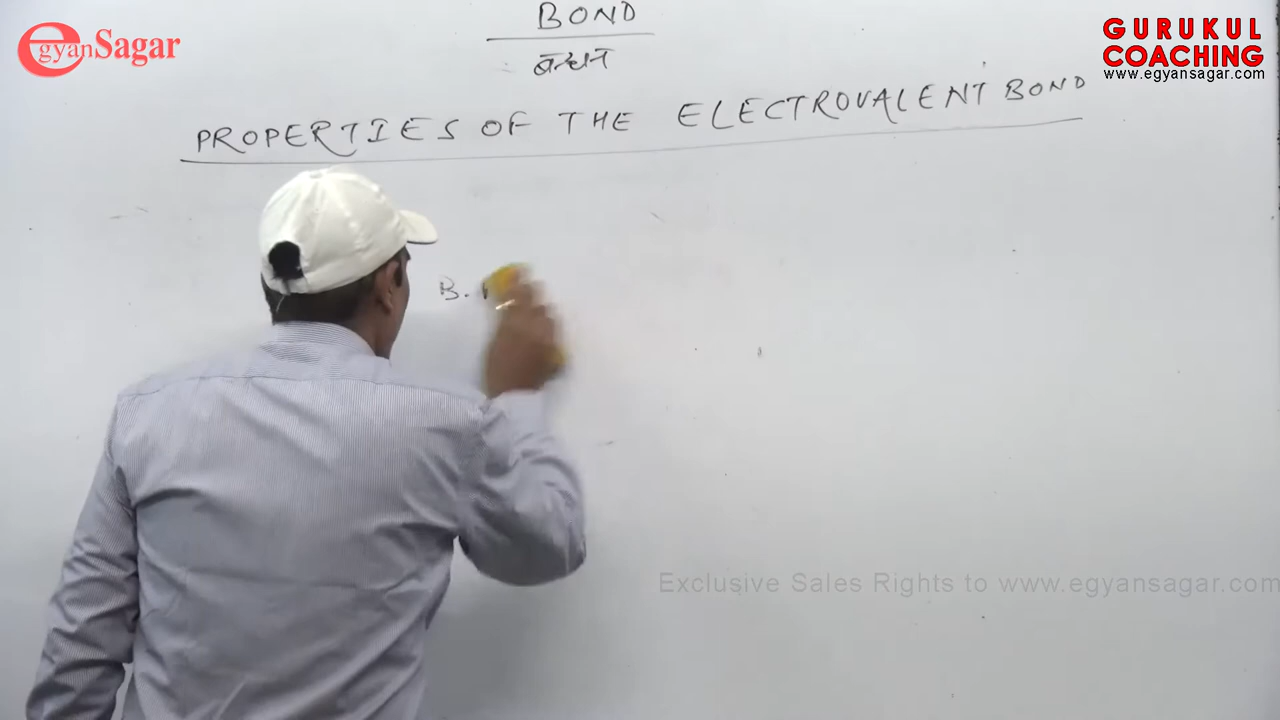 egyanSagar
GURUKUL
COACHING
www.egyansagar.com
BOND
बन्धन
PROPERTIES OF THE ELECTROVALENT BOND
B.
Exclusive Sales Rights to www.egyansagar.com